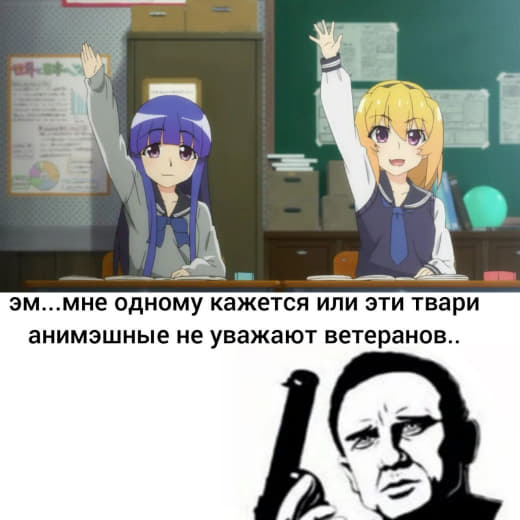 эм...мне одному кажется или эти твари
анимэшные не уважают ветеранов..